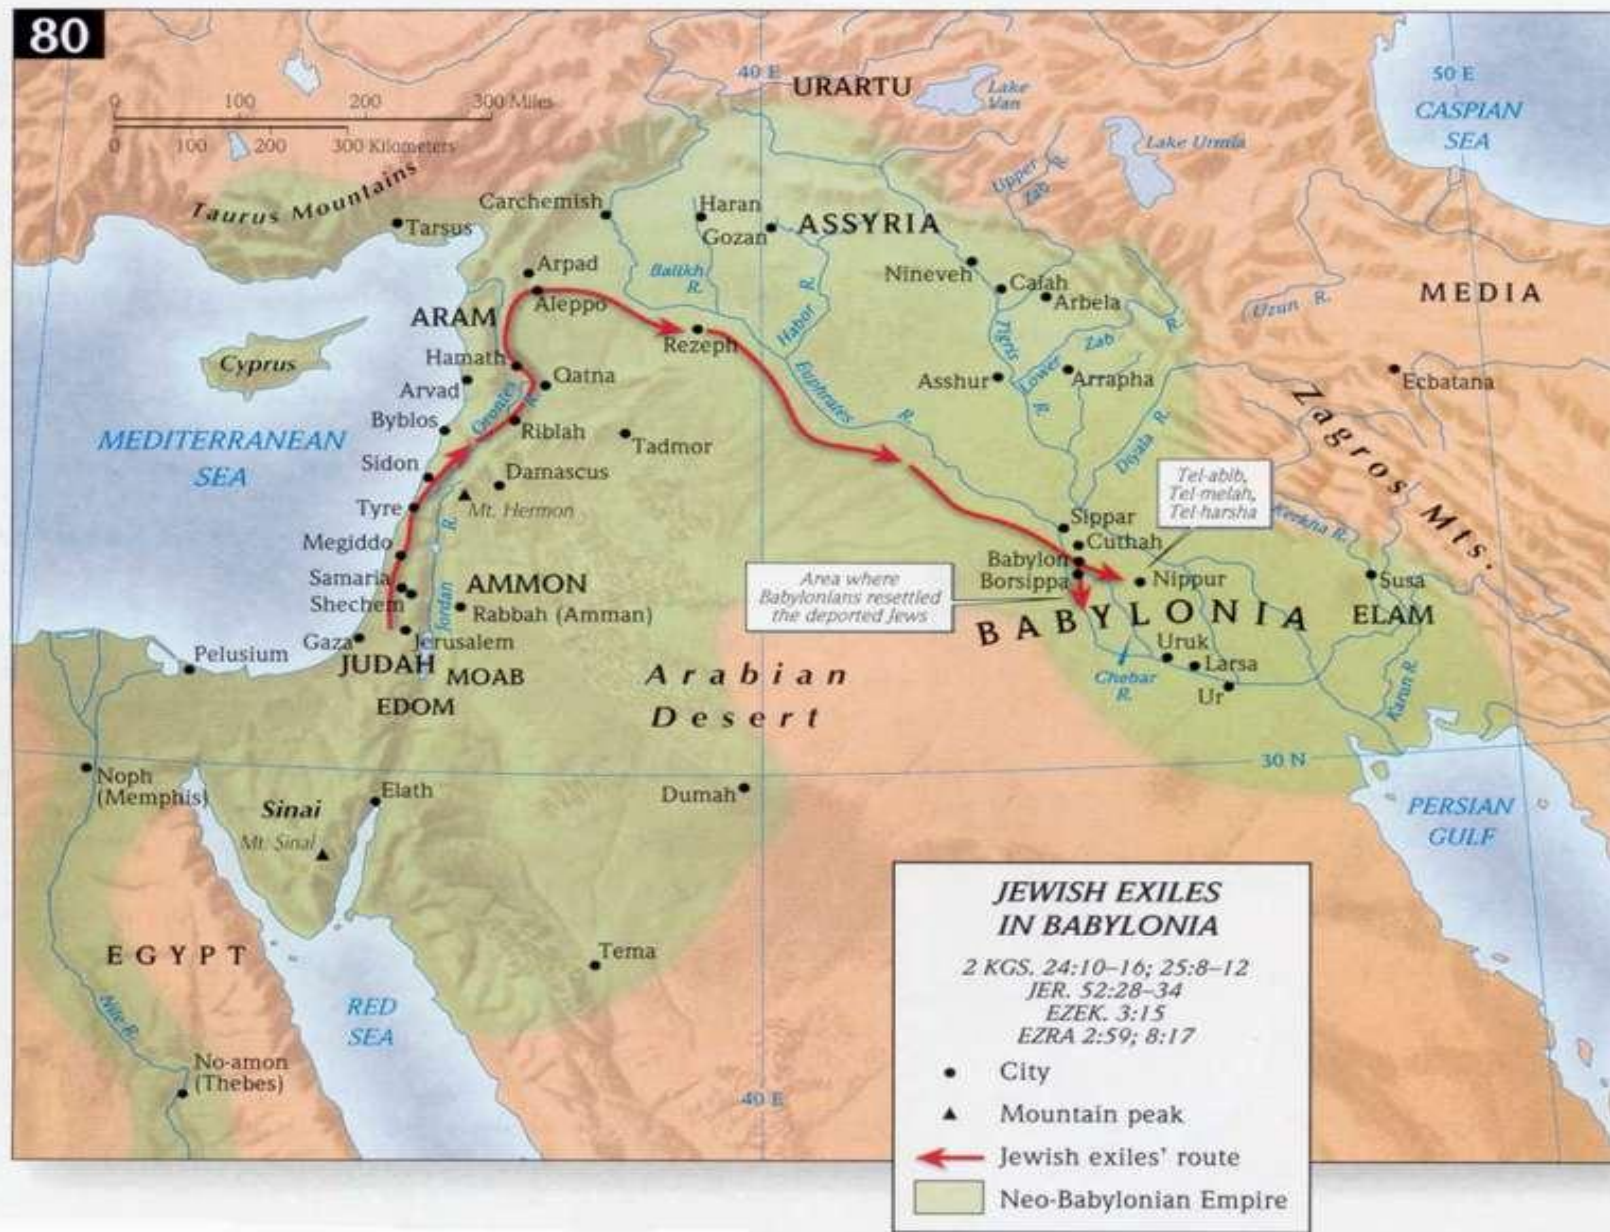 80
0 100 200 300 Miles
0 100 200 300 Kilometers
40 E
URARTU
Lake
Van
50 E
CASPIAN
SEA
Lake Urmia
Upper
Zab
R.
Taurus Mountains
Tarsus
Carchemish
Haran
Gozan
ASSYRIA
Arpad
Balikh
R.
Habor R.
Nineveh
Calah
Arbela
Uzun R.
MEDIA
Aleppo
ARAM
Rezeph
Tigris
R.
Lower
Zab
R.
Cyprus
Hamath
Qatna
Arvad
Orontes
R.
Asshur
Arrapha
Ecbatana
Byblos
Riblah
Euphrates
R.
Tadmor
Diyala
R.
Zagros Mts.
MEDITERRANEAN
SEA
Sidon
Damascus
Tyre
Mt. Hermon
Tel-abib,
Tel-melah,
Tel-harsha
Kerkha R.
Megiddo
Sippar
Cuthah
Samaria
AMMON
Babylon
Shechem
Jordan
R.
Rabbah (Amman)
Area where
Babylonians resettled
the deported Jews
Borsippa
Nippur
Susa
BABYLONIA
ELAM
Gaza
Jerusalem
Pelusium
JUDAH
MOAB
Arabian
Desert
Uruk
Larsa
Chebar
R.
Ur
Karun R.
EDOM
30 N
Noph
(Memphis)
Sinai
Elath
Dumah
Mt. Sinai
PERSIAN
GULF
EGYPT
Tema
Nile R.
RED
SEA
No-amon
(Thebes)
40 E
JEWISH EXILES
IN BABYLONIA
2 KGS. 24:10–16; 25:8–12
JER. 52:28–34
EZEK. 3:15
EZRA 2:59; 8:17
City
Mountain peak
Jewish exiles' route
Neo-Babylonian Empire